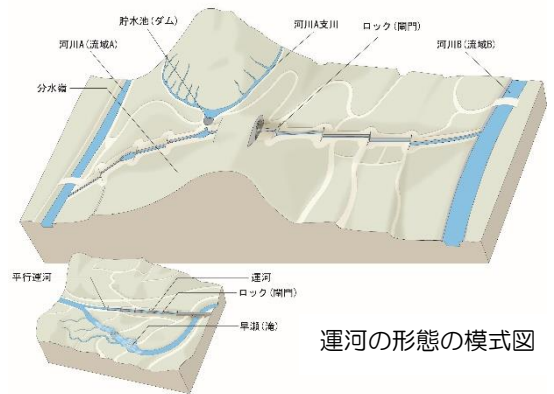 貯水池(ダム)
河川A支川
ロック(閘門)
河川A(流域A)
河川B(流域B)
分水嶺
平行運河
運河
ロック(閘門)
早瀬(滝)
運河の形態の模式図